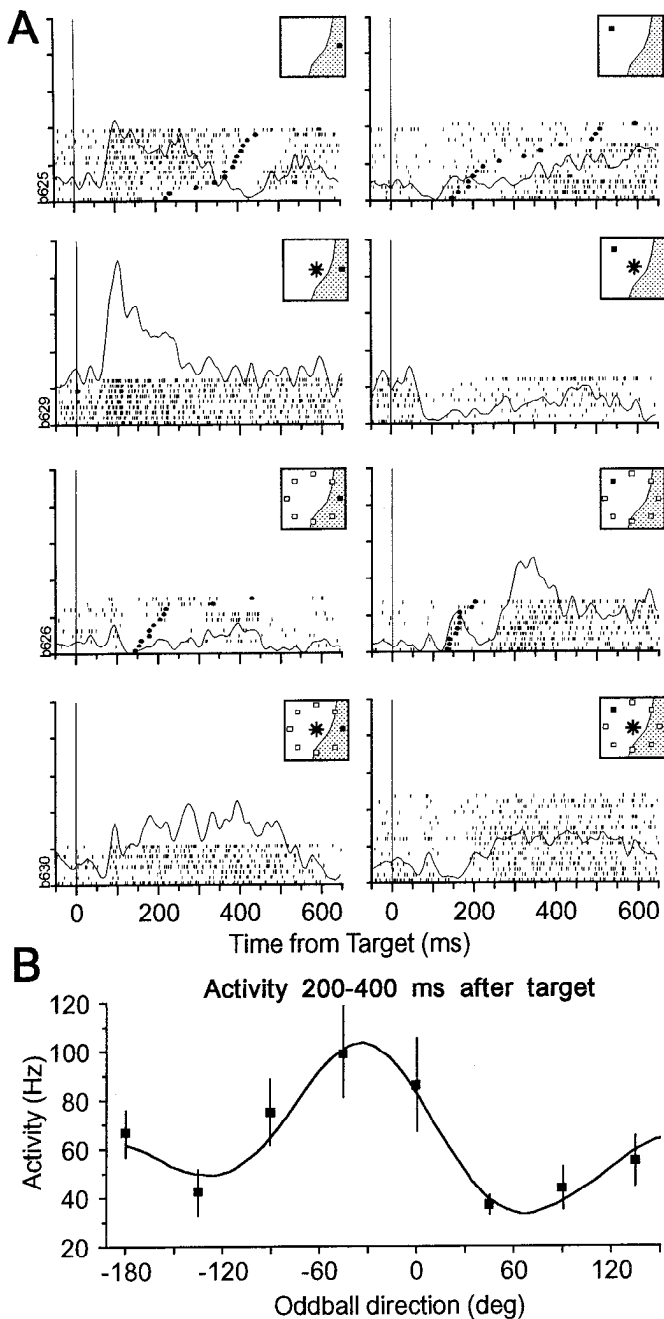 A
b625
b629
b626
b630
0 200 400 600 0 200 400 600
Time from Target (ms)
B
Activity 200-400 ms after target
Activity (Hz)
120
100
80
60
40
20
-180 -120 -60 0 60 120
Oddball direction (deg)